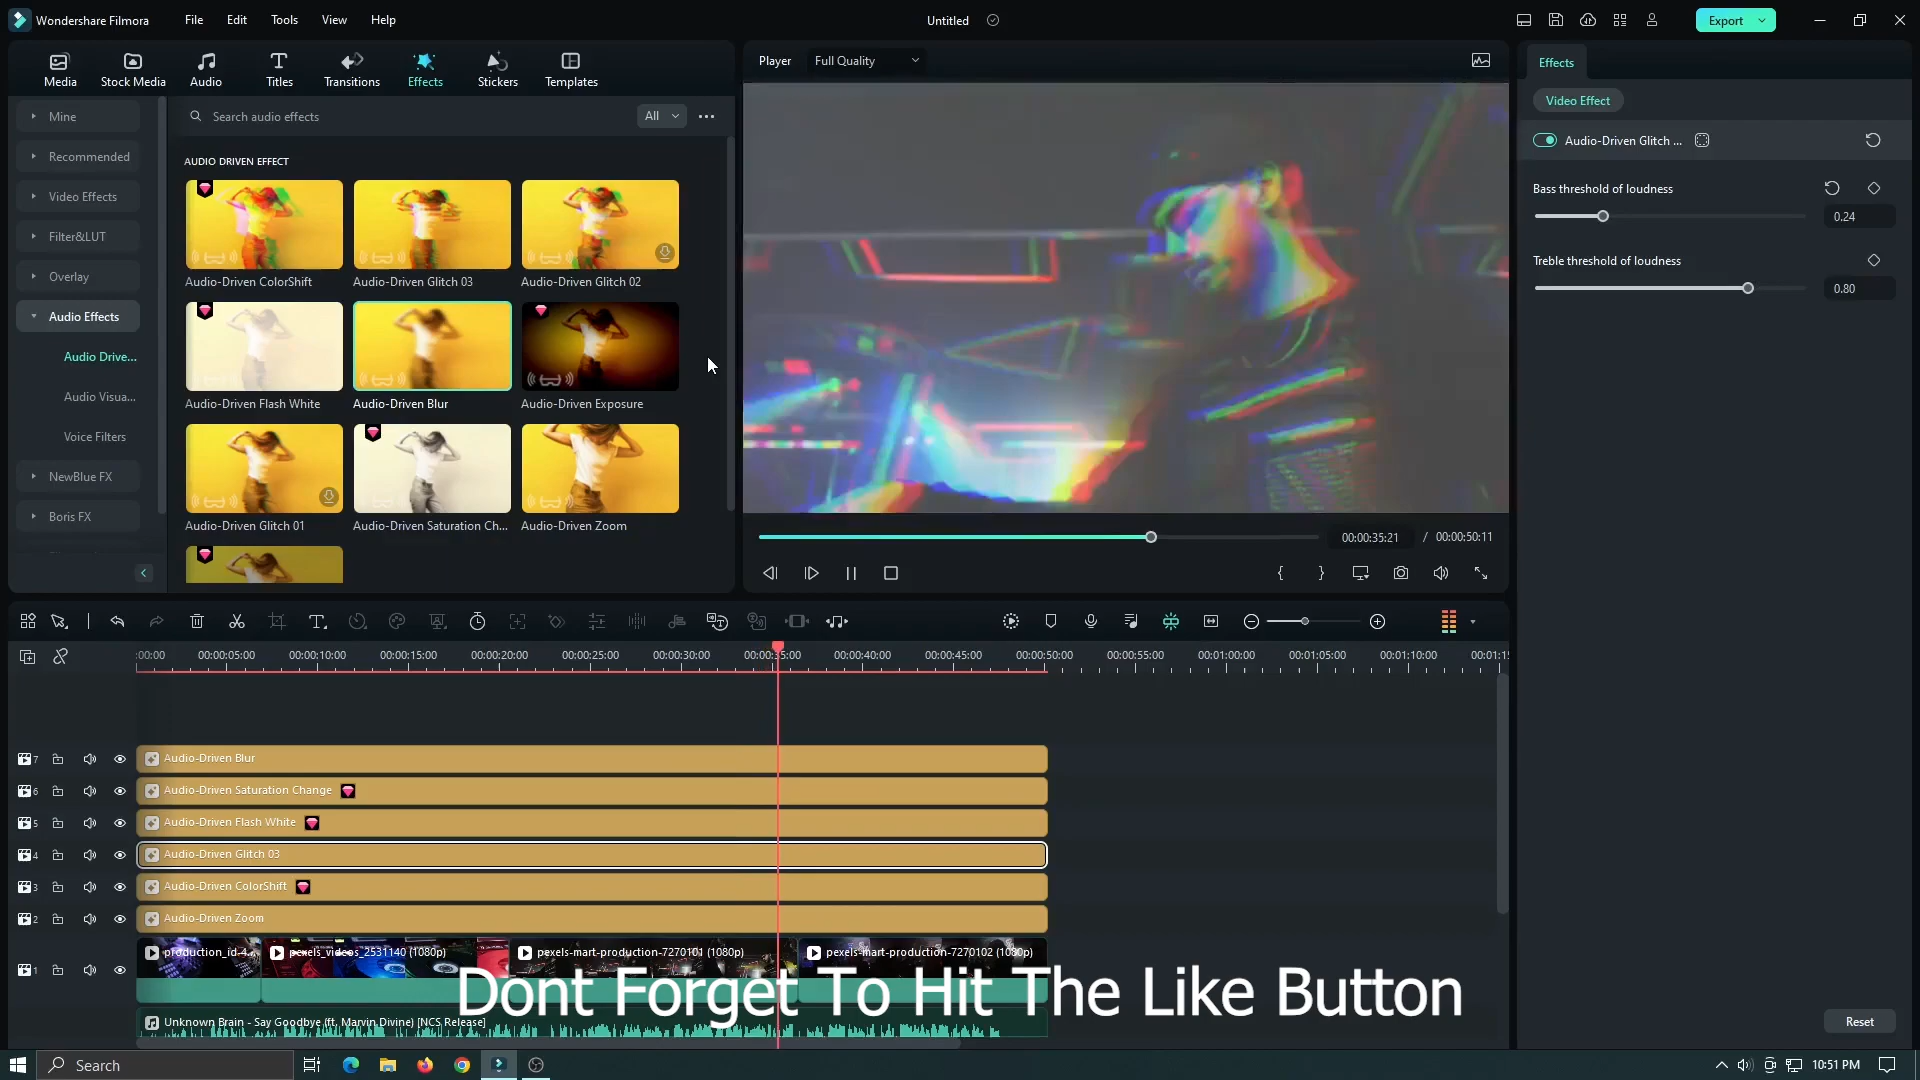 Wondershare Filmora
File
Edit
Tools
View
Help
Untitled
Export
Media
Stock Media
Audio
Titles
Transitions
Effects
Stickers
Templates
Player
Full Quality
Effects
Video Effect
Mine
Recommended
Video Effects
Filter&LUT
Overlay
Audio Effects
Audio Drive...
Audio Visua...
Voice Filters
NewBlue FX
Boris FX
Search audio effects
All
AUDIO DRIVEN EFFECT
Audio-Driven ColorShift
Audio-Driven Glitch 03
Audio-Driven Glitch 02
Audio-Driven Flash White
Audio-Driven Blur
Audio-Driven Exposure
Audio-Driven Glitch 01
Audio-Driven Saturation Ch...
Audio-Driven Zoom
Audio-Driven Glitch ...
Bass threshold of loudness
0.24
Treble threshold of loudness
0.80
00:00:35:21 / 00:00:50:11
:00:00
00:00:05:00
00:00:10:00
00:00:15:00
00:00:20:00
00:00:25:00
00:00:30:00
00:00:35:00
00:00:40:00
00:00:45:00
00:00:50:00
00:00:55:00
00:01:00:00
00:01:05:00
00:01:10:00
00:01:15
7
Audio-Driven Blur
6
Audio-Driven Saturation Change
5
Audio-Driven Flash White
4
Audio-Driven Glitch 03
3
Audio-Driven ColorShift
2
Audio-Driven Zoom
1
production_id-4...
pexels_videos_2531140 (1080p)
pexels-mart-production-7270101 (1080p)
pexels-mart-production-7270102 (1080p)
Dont Forget To Hit The Like Button
Unknown Brain - Say Goodbye (ft. Marvin Divine) [NCS Release]
Reset
Search
10:51 PM